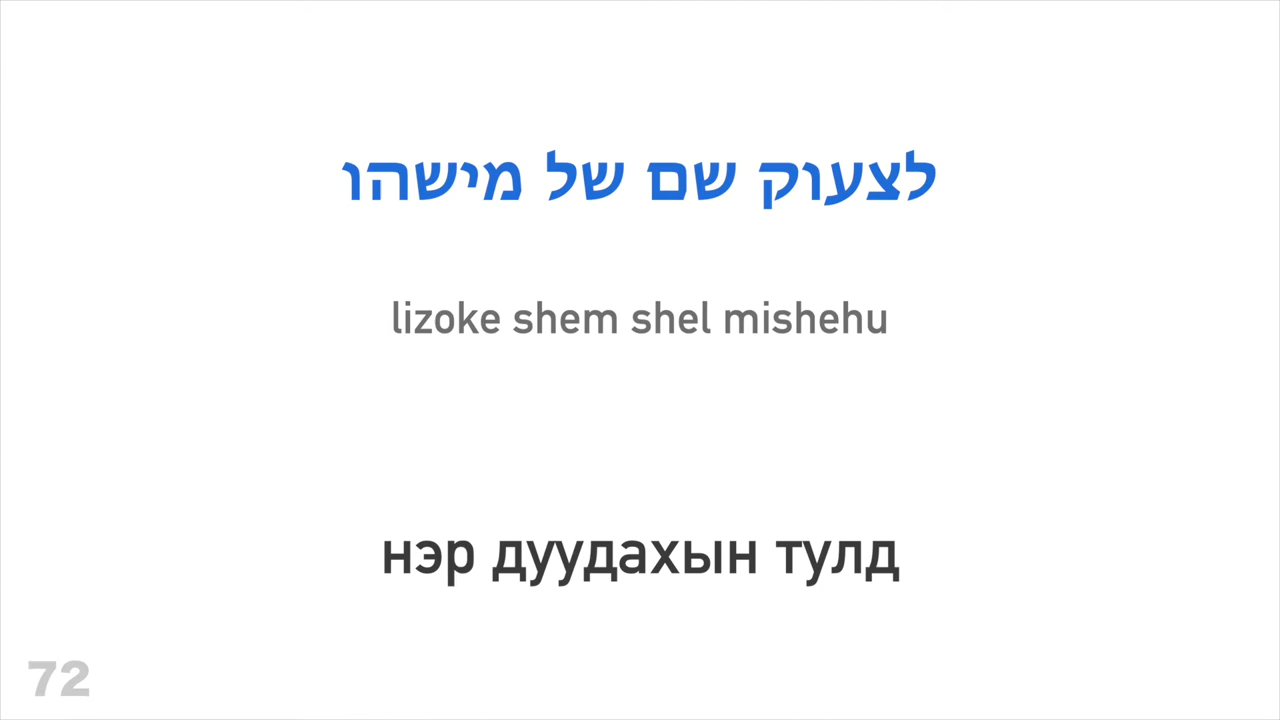 לצעוק שם של מישהו
lizoke shem shel mishehu
нэр дуудахын тулд
72